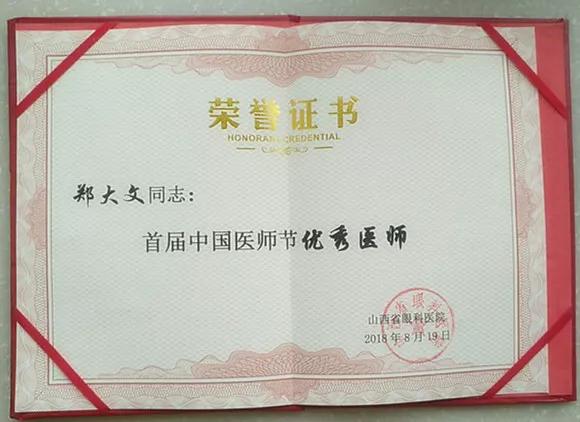 荣誉证书
HONORARY CREDENTIAL
郑大文同志：
首届中国医师节优秀医师
山西省眼科医院
2018年8月19日